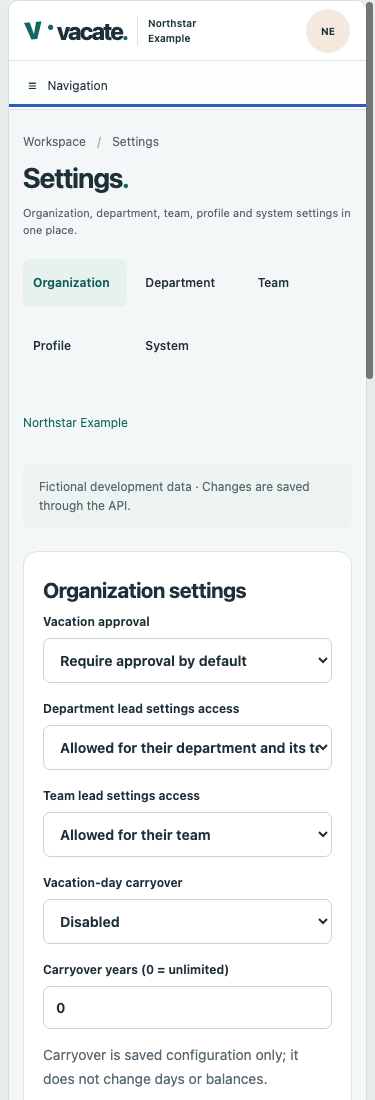 vacate.
Northstar
Example
NE
≡ Navigation
Workspace / Settings
Settings.
Organization, department, team, profile and system settings in
one place.
Organization Department Team
Profile System
Northstar Example
Fictional development data · Changes are saved
through the API.
Organization settings
Vacation approval
Require approval by default
Department lead settings access
Allowed for their department and its
Team lead settings access
Allowed for their team
Vacation-day carryover
Disabled
Carryover years (0 = unlimited)
0
Carryover is saved configuration only; it
does not change days or balances.